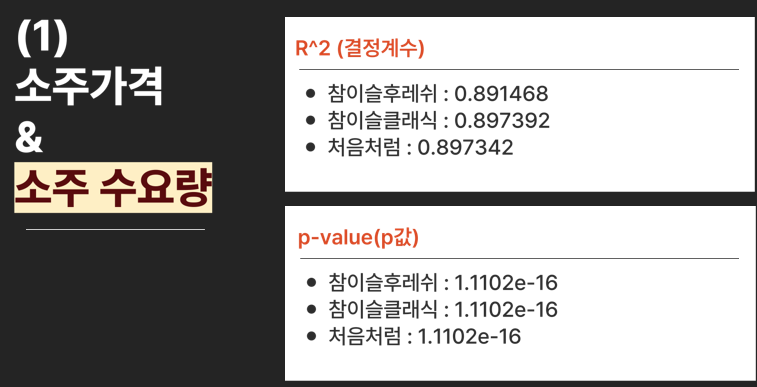 (1)
소주가격
&
소주 수요량
R^2 (결정계수)
• 참이슬후레쉬 : 0.891468
• 참이슬클래식 : 0.897392
• 처음처럼 : 0.897342
p-value(p값)
• 참이슬후레쉬 : 1.1102e-16
• 참이슬클래식 : 1.1102e-16
• 처음처럼 : 1.1102e-16